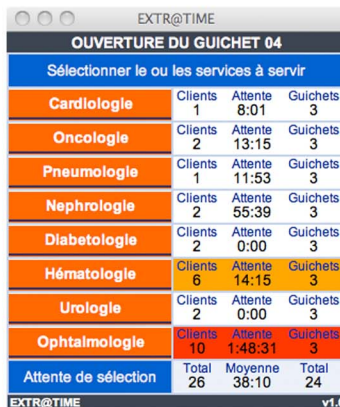 EXTR@TIME
OUVERTURE DU GUICHET 04
Sélectionner le ou les services à servir
Cardiologie Clients Attente Guichets
1 8:01 3
Oncologie Clients Attente Guichets
2 13:15 3
Pneumologie Clients Attente Guichets
1 11:53 3
Nephrologie Clients Attente Guichets
2 55:39 3
Diabetologie Clients Attente Guichets
2 0:00 3
Hématologie Clients Attente Guichets
6 14:15 3
Urologie Clients Attente Guichets
2 0:00 3
Ophtalmologie Clients Attente Guichets
10 1:48:31 3
Attente de sélection Total Moyenne Total
26 38:10 24
EXTR@TIME